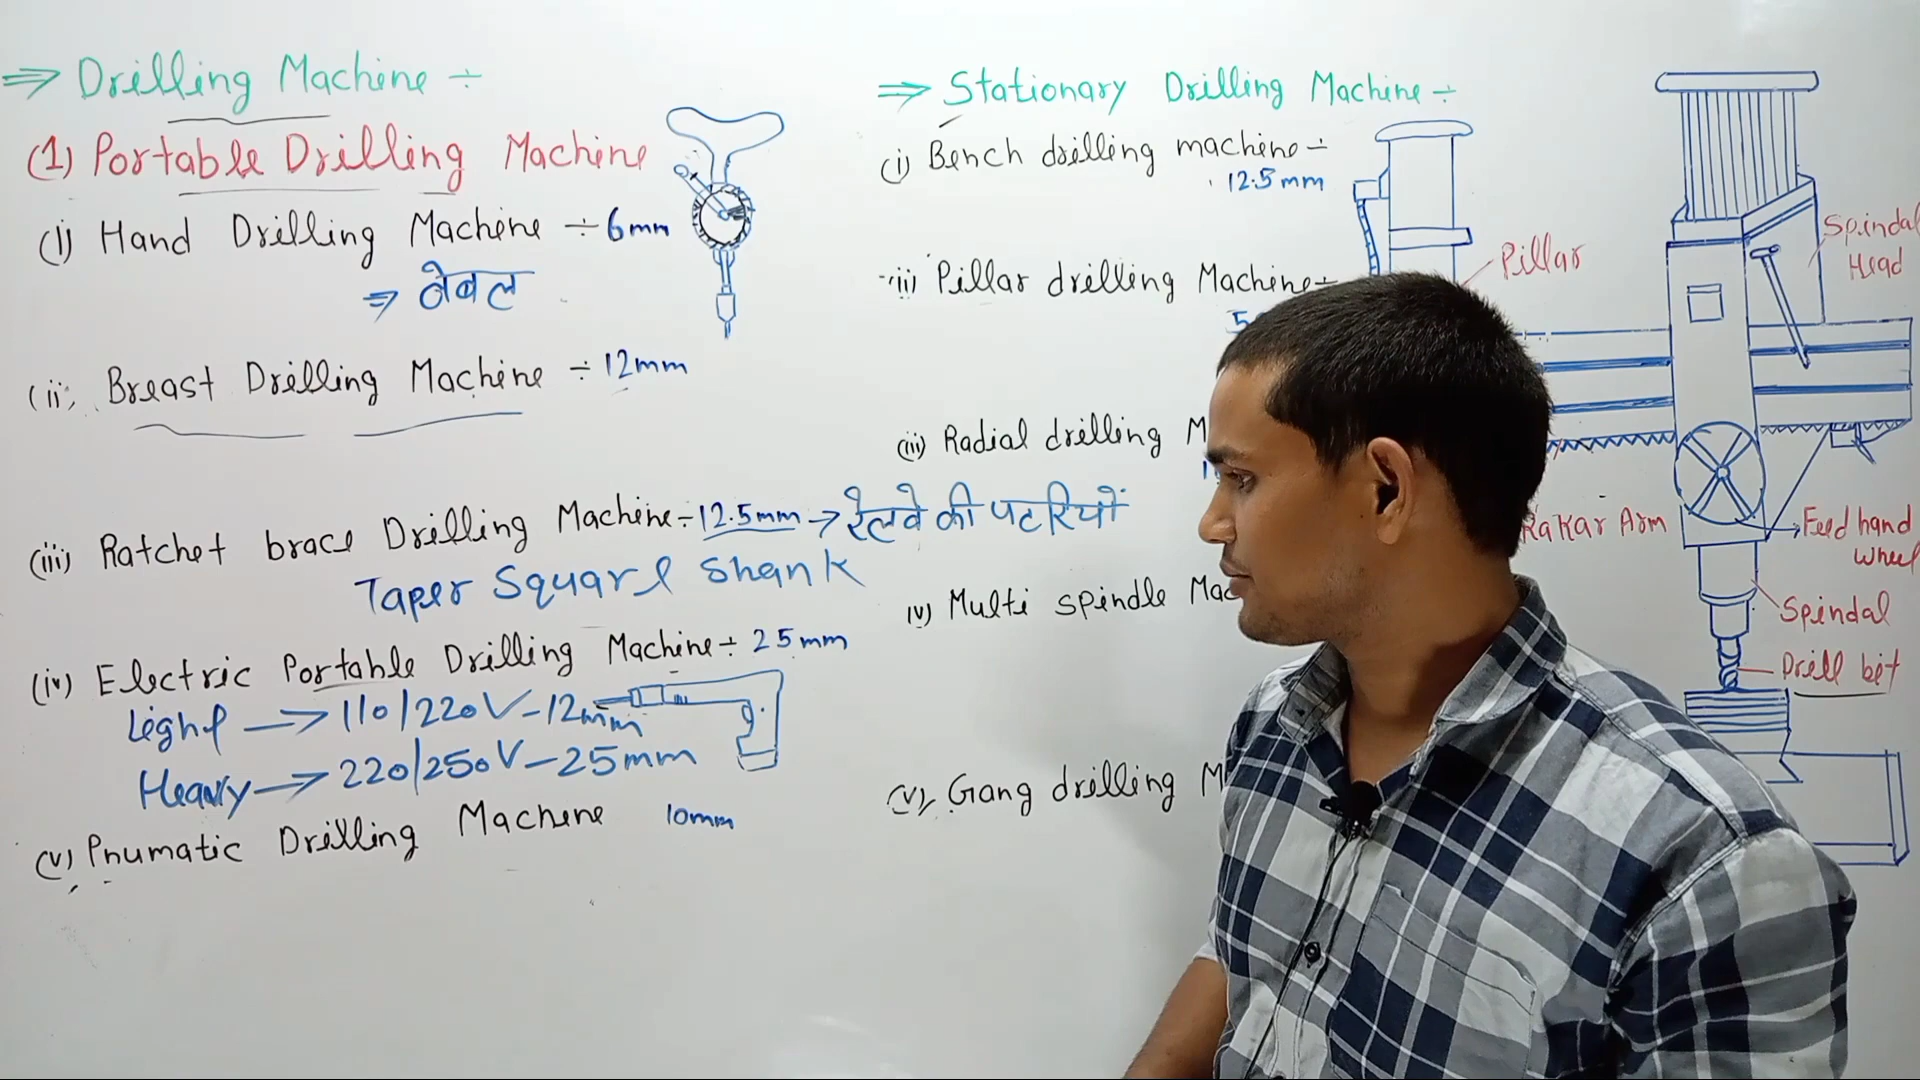 ⇒ Drilling Machine ÷
(1) Portable Drilling Machine
(i) Hand Drilling Machine ÷ 6mm
⇒ वेबल
(ii) Breast Drilling Machine ÷ 12mm
(iii) Ratchet brace Drilling Machine ÷ 12.5mm → रेलवे की पटरियों
Taper Square Shank
(iv) Electric Portable Drilling Machine ÷ 25mm
Light → 110/220V - 12mm
Heavy → 220/250V - 25mm
(v) Pnumatic Drilling Machine 10mm
⇒ Stationary Drilling Machine ÷
(i) Bench drilling machine ÷
12.5mm
(ii) Pillar drilling Machine ÷
(iii) Radial drilling
(iv) Multi spindle
(v) Gang drilling
Pillar
Spindal
Head
Arm
Feed hand
wheel
Spindal
Drill bit